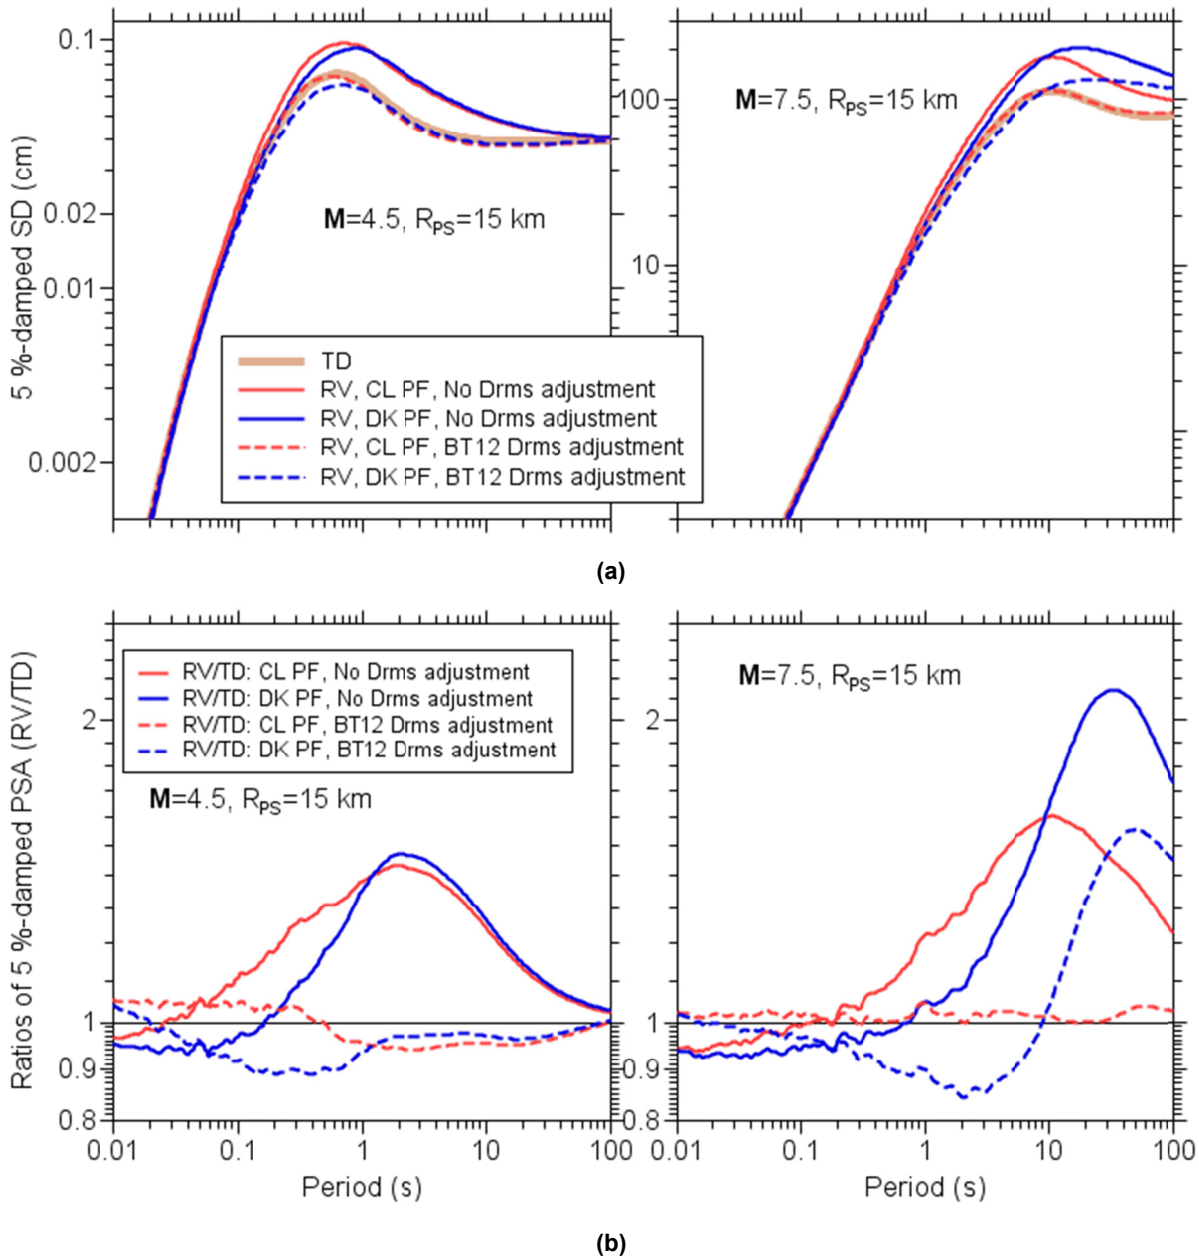 5 %-damped SD (cm)
0.1
0.02
0.01
0.002
M=4.5, RPS=15 km
100
10
M=7.5, RPS=15 km
TD
RV, CL PF, No Drms adjustment
RV, DK PF, No Drms adjustment
RV, CL PF, BT12 Drms adjustment
RV, DK PF, BT12 Drms adjustment
(a)
Ratios of 5 %-damped PSA (RV/TD)
RV/TD: CL PF, No Drms adjustment
RV/TD: DK PF, No Drms adjustment
RV/TD: CL PF, BT12 Drms adjustment
RV/TD: DK PF, BT12 Drms adjustment
M=4.5, RPS=15 km
2
1
0.9
0.8
0.01 0.1 1 10 100
Period (s)
M=7.5, RPS=15 km
2
1
0.9
0.8
0.01 0.1 1 10 100
Period (s)
(b)